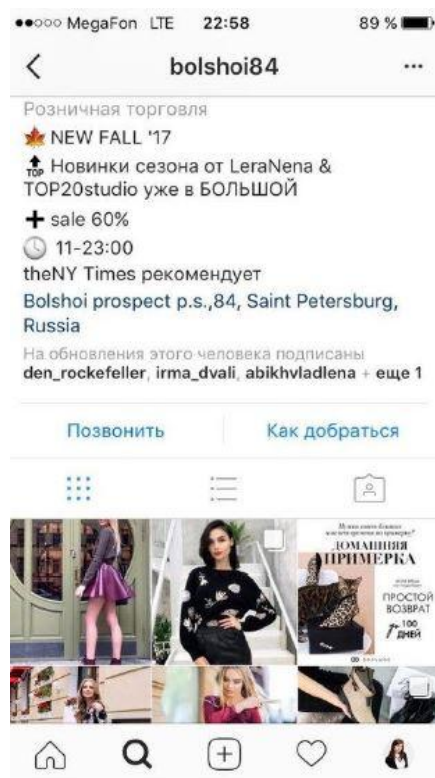 MegaFon LTE 22:58 89 %
bolshoi84
Розничная торговля
NEW FALL '17
TOP Новинки сезона от LeraNena &
TOP20studio уже в БОЛЬШОЙ
sale 60%
11-23:00
theNY Times рекомендует
Bolshoi prospect p.s.,84, Saint Petersburg,
Russia
На обновления этого человека подписаны
den_rockefeller, irma_dvali, abikhvladlena + еще 1
Позвонить Как добраться
ДОМАШНЯЯ
ПРИМЕРКА
ПРОСТОЙ
ВОЗВРАТ
100
ДНЕЙ